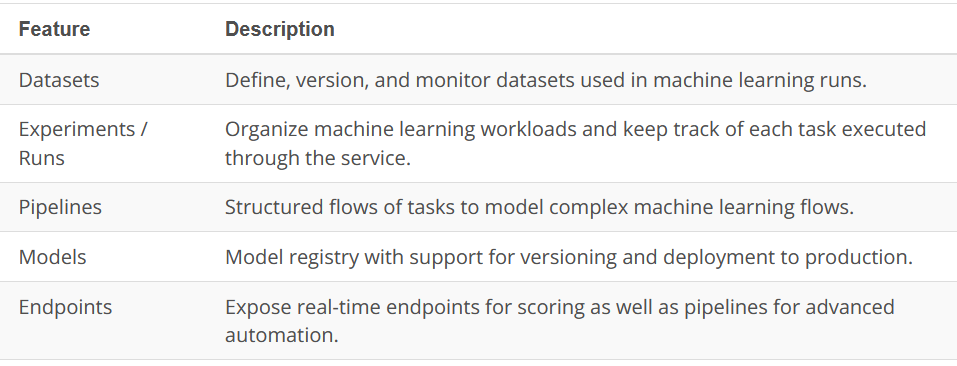 Feature Description
Datasets Define, version, and monitor datasets used in machine learning runs.
Experiments / Organize machine learning workloads and keep track of each task executed
Runs through the service.
Pipelines Structured flows of tasks to model complex machine learning flows.
Models Model registry with support for versioning and deployment to production.
Endpoints Expose real-time endpoints for scoring as well as pipelines for advanced
automation.